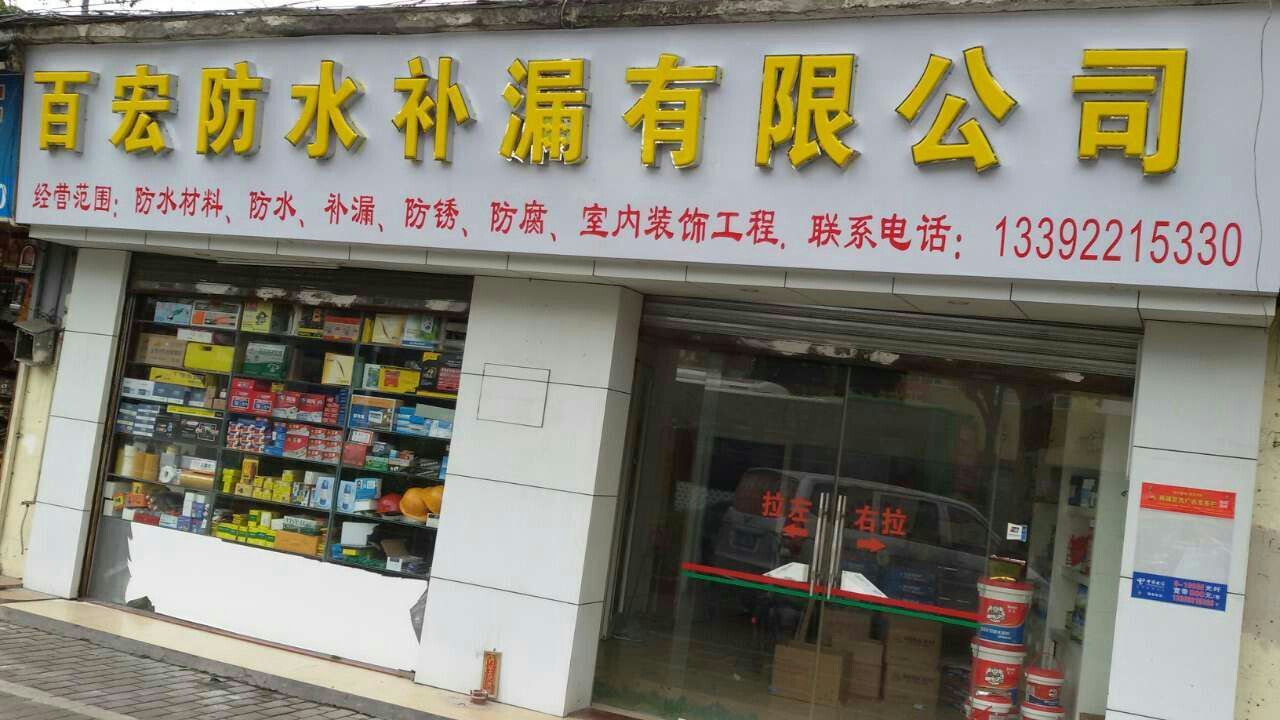 百宏防水补漏有限公司
经营范围：防水材料、防水、补漏、防锈、防腐、室内装饰工程. 联系电话：13392215330
拉左
右拉